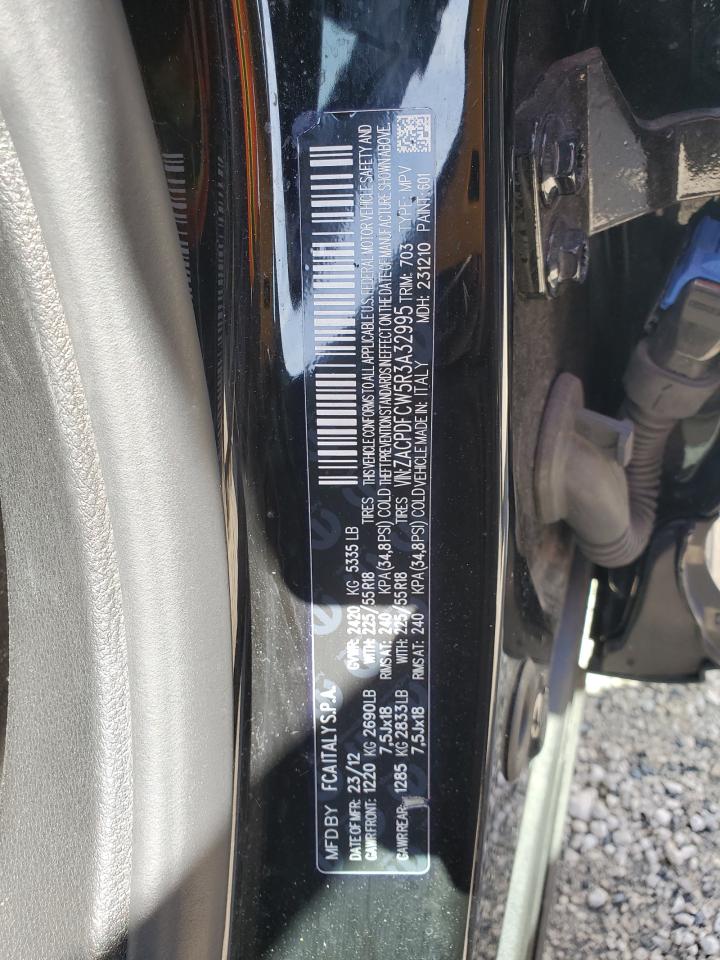 MFD BY FCA ITALY S.P.A.
DATE OF MFR: 23/12 GVWR: 2420 KG 5335 LB
GAWR FRONT: 1220 KG 2690LB WITH: 225/55R18 TIRES
7,5Jx18 RIMS AT: 240 KPA(34,8PSI) COLD
GAWR REAR: 1285 KG 2833LB WITH: 225/55R18 TIRES
7,5Jx18 RIMS AT: 240 KPA(34,8PSI) COLD
THIS VEHICLE CONFORMS TO ALL APPLICABLE U.S. FEDERAL MOTOR VEHICLE SAFETY AND
THEFT PREVENTION STANDARDS IN EFFECT ON THE DATE OF MANUFACTURE SHOWN ABOVE.
VIN:ZACPDFCW5R3A32995 TRIM: 703 TYPE: MPV
VEHICLE MADE IN: ITALY MDH: 231210 PAINT: 601